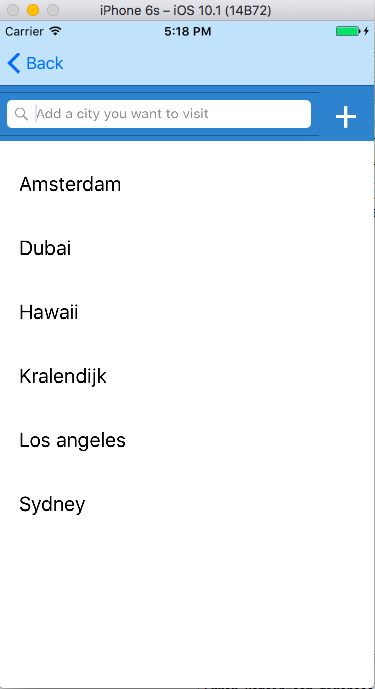 iPhone 6s – iOS 10.1 (14B72)
Carrier 5:18 PM
Back
Add a city you want to visit
Amsterdam
Dubai
Hawaii
Kralendijk
Los angeles
Sydney